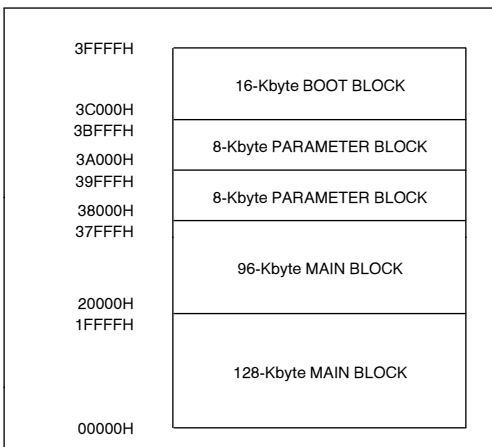 3FFFFH
16-Kbyte BOOT BLOCK
3C000H
3BFFFH
8-Kbyte PARAMETER BLOCK
3A000H
39FFFH
8-Kbyte PARAMETER BLOCK
38000H
37FFFH
96-Kbyte MAIN BLOCK
20000H
1FFFFH
128-Kbyte MAIN BLOCK
00000H